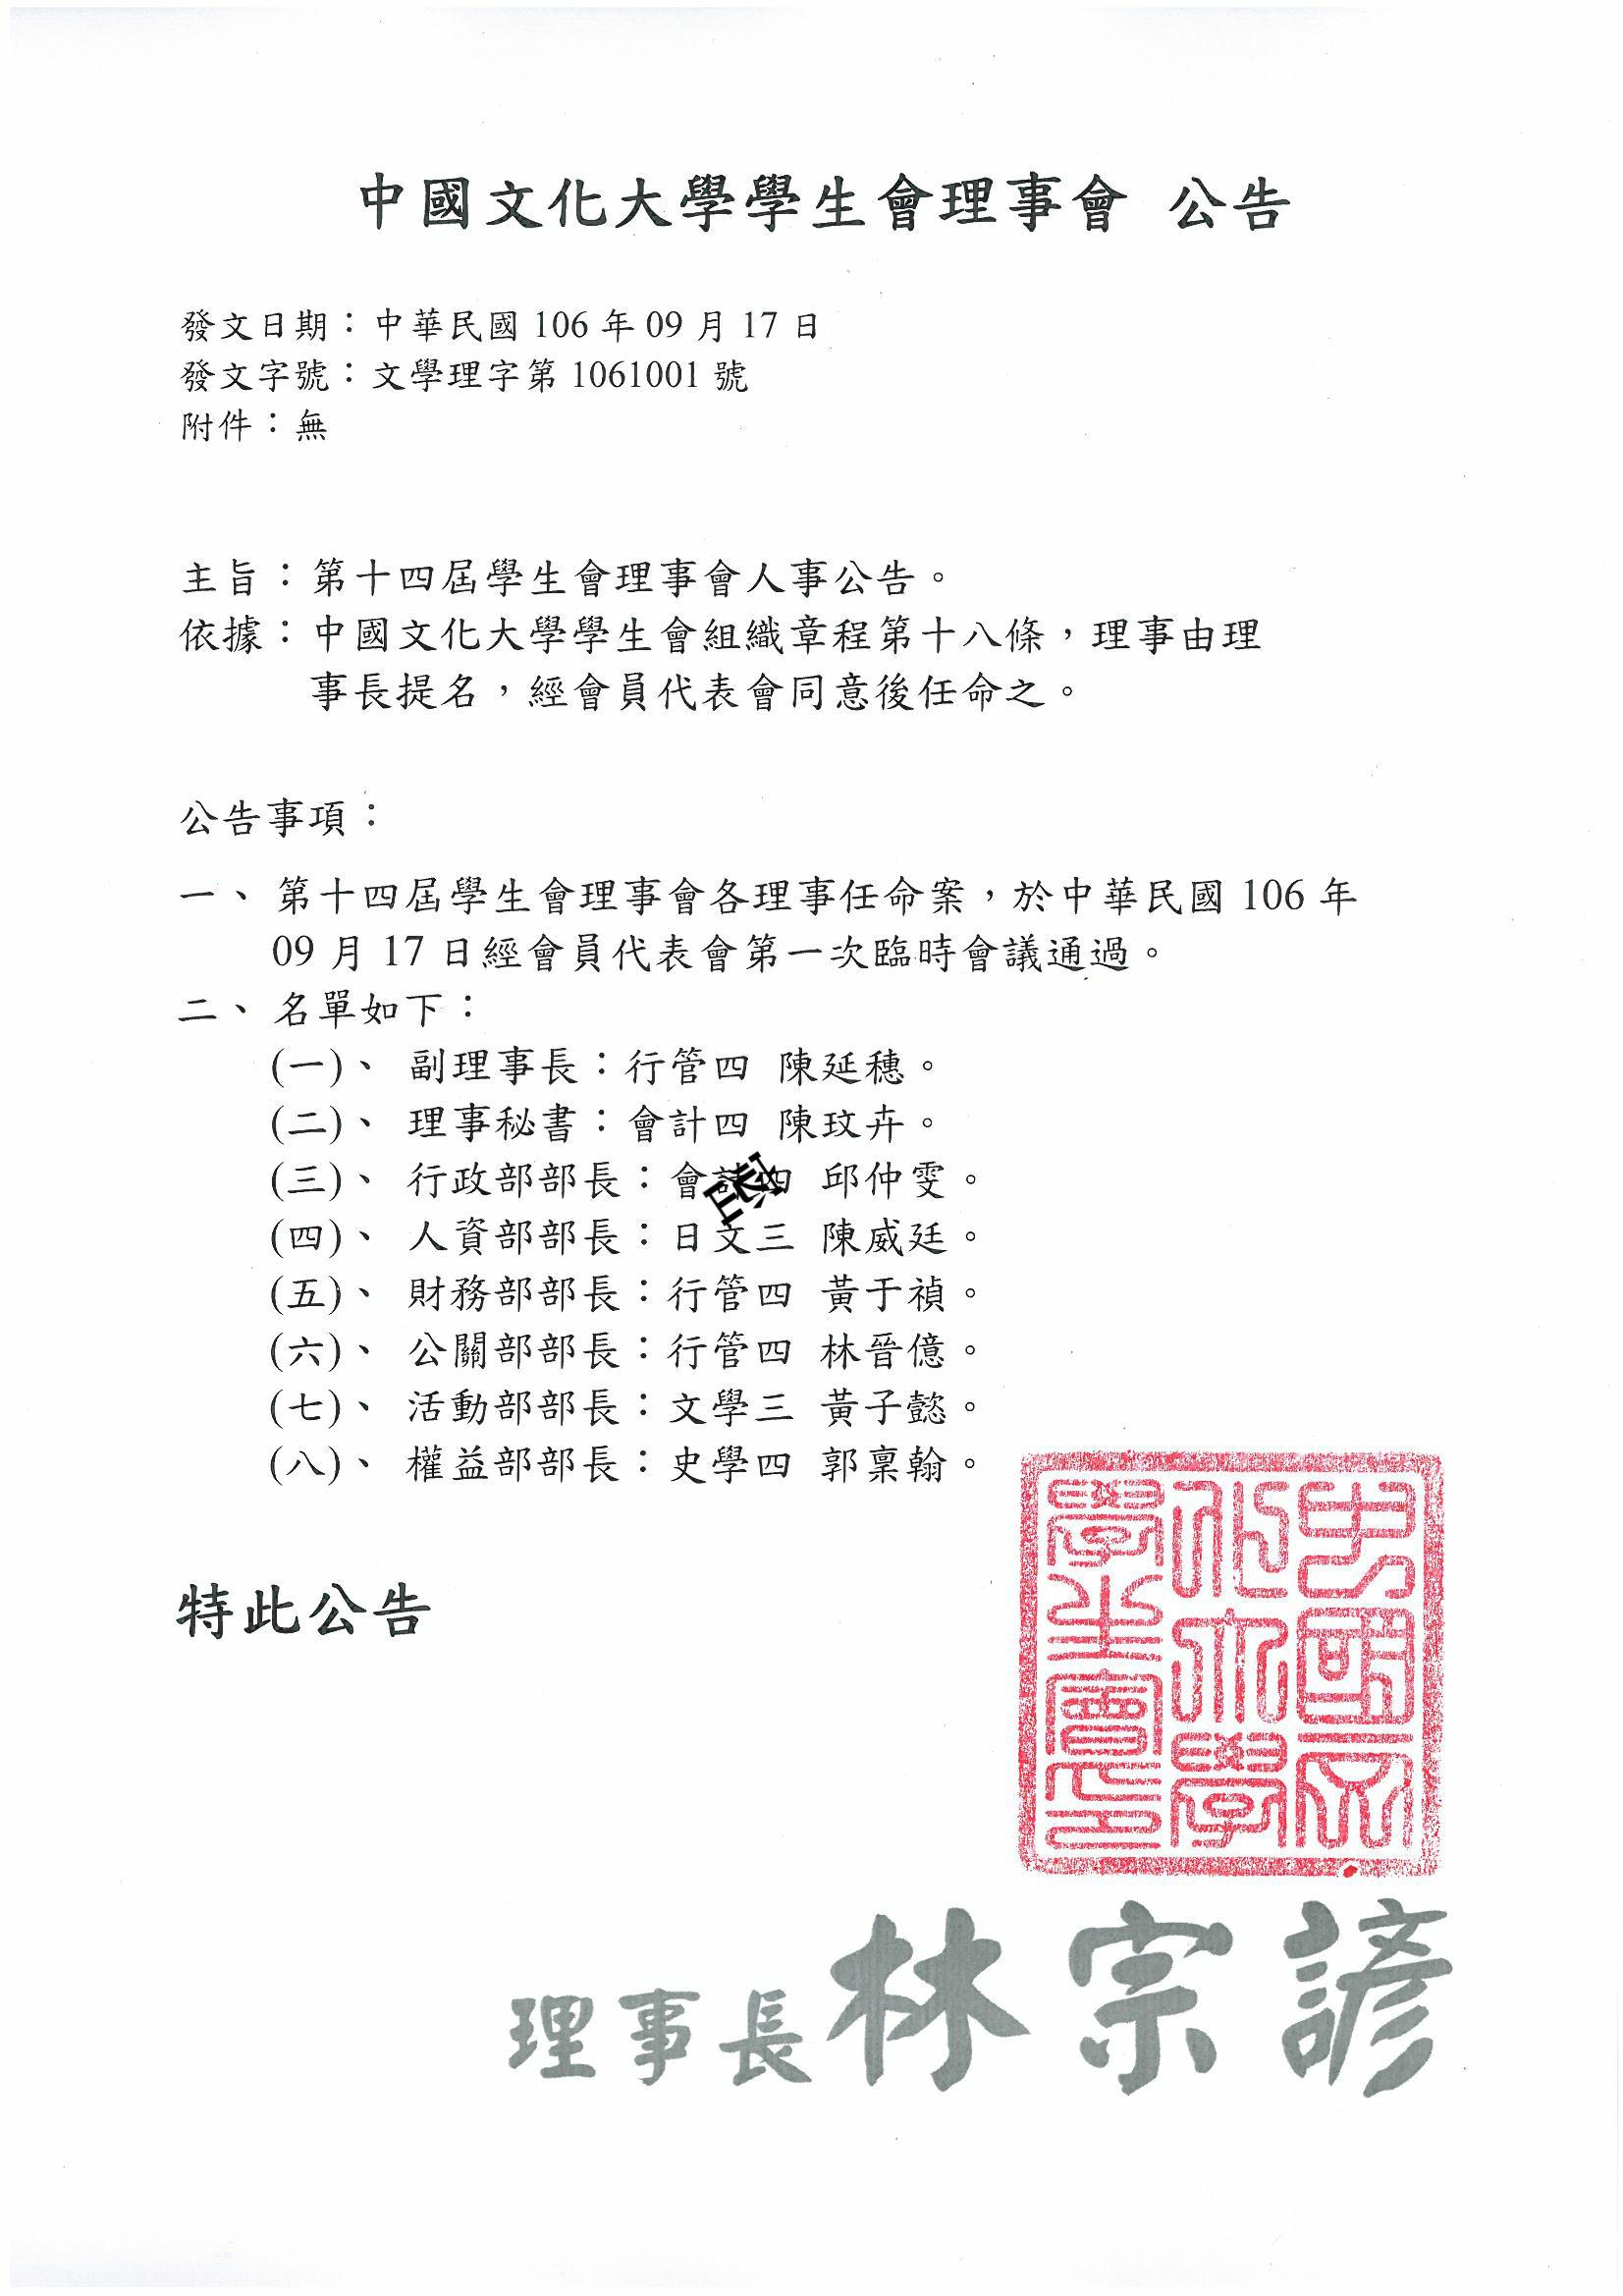 中國文化大學學生會理事會 公告
發文日期：中華民國 106 年 09 月 17 日
發文字號：文學理字第 1061001 號
附件：無
主旨：第十四屆學生會理事會人事公告。
依據：中國文化大學學生會組織章程第十八條，理事由理
事長提名，經會員代表會同意後任命之。
公告事項：
一、 第十四屆學生會理事會各理事任命案，於中華民國 106 年
09 月 17 日經會員代表會第一次臨時會議通過。
二、 名單如下：
(一)、 副理事長：行管四 陳延穗。
(二)、 理事秘書：會計四 陳玟卉。
(三)、 行政部部長：會計四 邱仲雯。
(四)、 人資部部長：日文三 陳威廷。
(五)、 財務部部長：行管四 黃于禎。
(六)、 公關部部長：行管四 林晉億。
(七)、 活動部部長：文學三 黃子懿。
(八)、 權益部部長：史學四 郭稟翰。
特此公告
中國文
化大學
學生會印
理事長 林宗諺